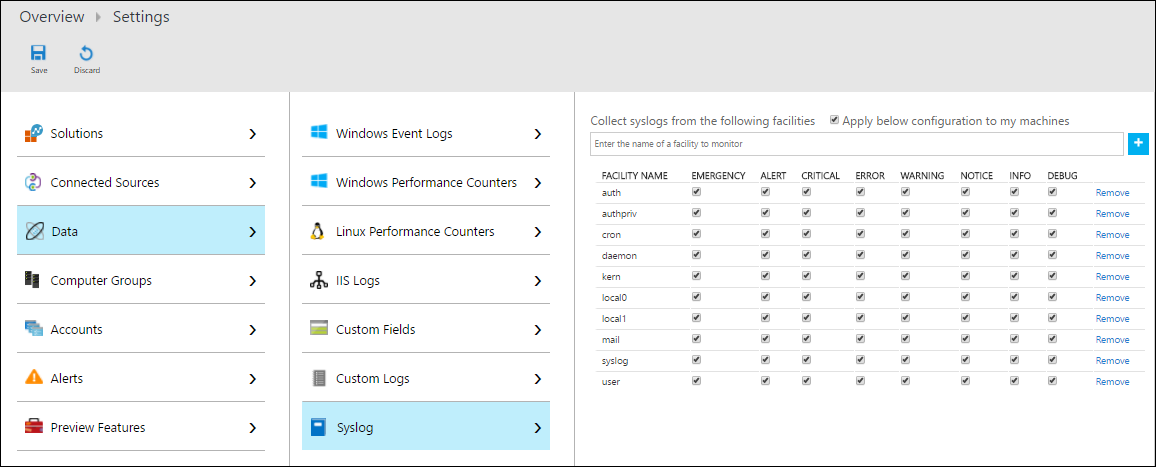 Overview Settings
Save Discard
Solutions
Connected Sources
Data
Computer Groups
Accounts
Alerts
Preview Features
Windows Event Logs
Windows Performance Counters
Linux Performance Counters
IIS Logs
Custom Fields
Custom Logs
Syslog
Collect syslogs from the following facilities Apply below configuration to my machines
Enter the name of a facility to monitor +
FACILITY NAME EMERGENCY ALERT CRITICAL ERROR WARNING NOTICE INFO DEBUG
auth Remove
authpriv Remove
cron Remove
daemon Remove
kern Remove
local0 Remove
local1 Remove
mail Remove
syslog Remove
user Remove